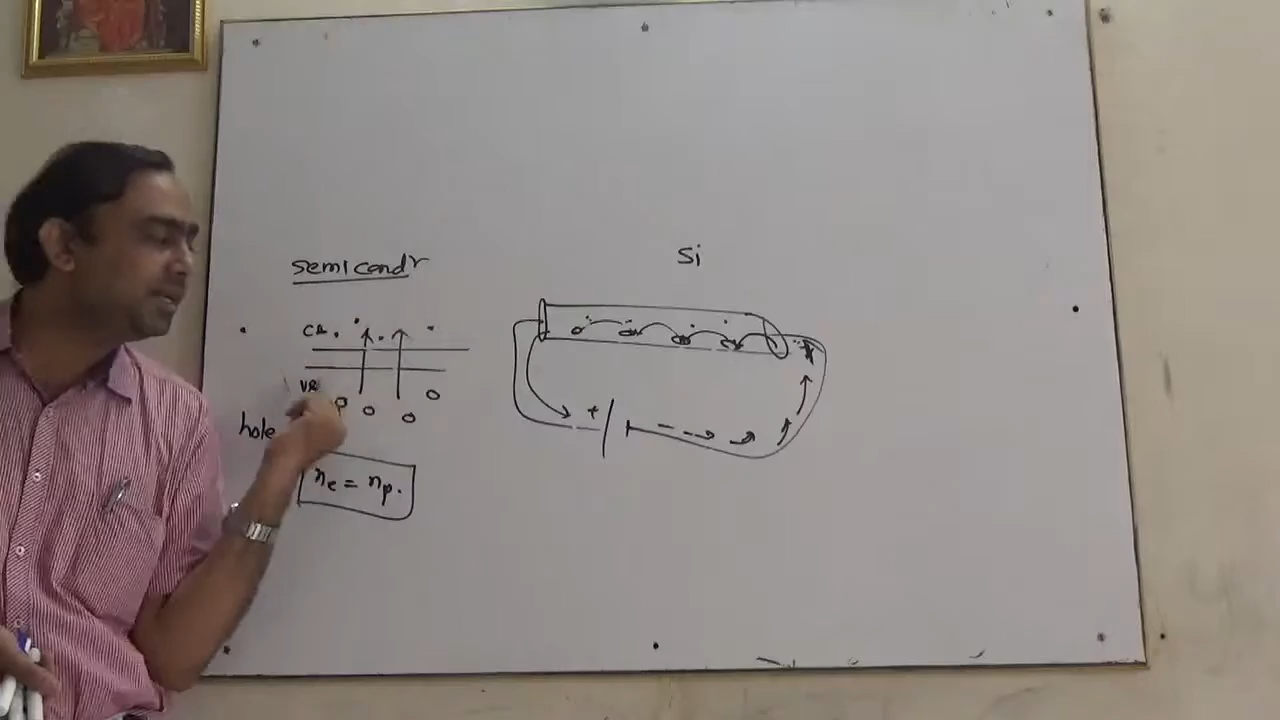 semicondr
Si
CB
VB
hole
+
ne = np.